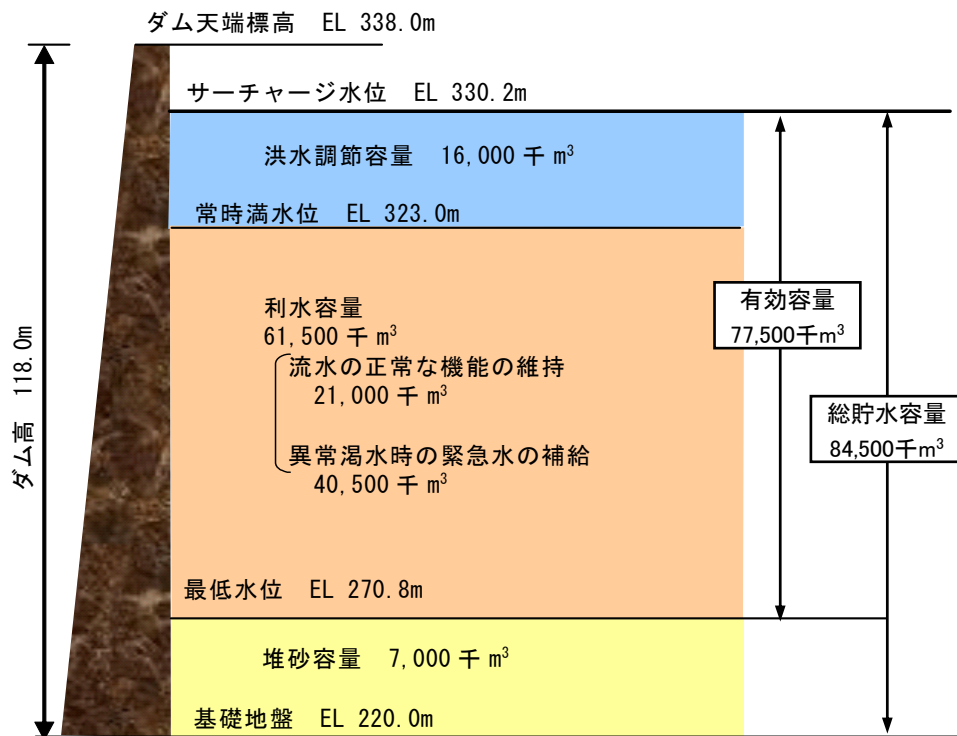 ダム天端標高 EL 338.0m
サーチャージ水位 EL 330.2m
洪水調節容量 16,000 千 m³
常時満水位 EL 323.0m
利水容量
61,500 千 m³
流水の正常な機能の維持
21,000 千 m³
異常渇水時の緊急水の補給
40,500 千 m³
有効容量
77,500千m³
総貯水容量
84,500千m³
ダム高 118.0m
最低水位 EL 270.8m
堆砂容量 7,000 千 m³
基礎地盤 EL 220.0m